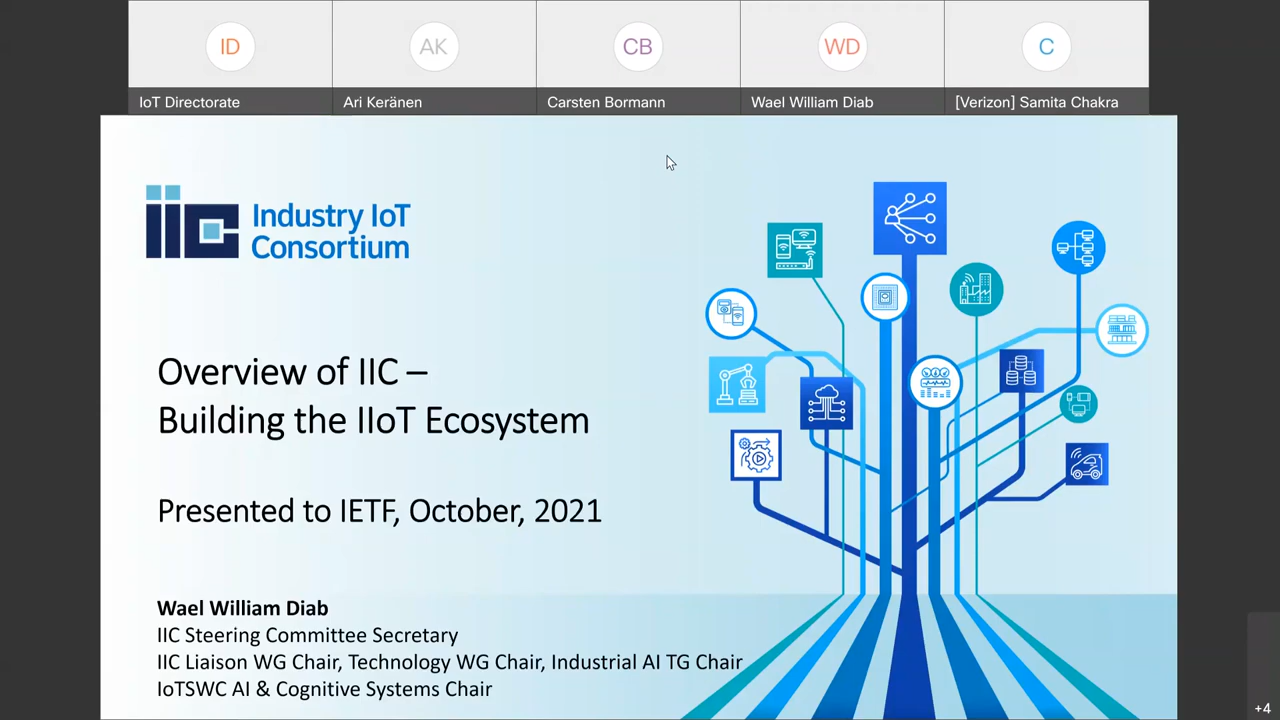 ID
AK
CB
WD
C
IoT Directorate
Ari Keränen
Carsten Bormann
Wael William Diab
[Verizon] Samita Chakra
iic Industry IoT
Consortium
Overview of IIC –
Building the IIoT Ecosystem
Presented to IETF, October, 2021
Wael William Diab
IIC Steering Committee Secretary
IIC Liaison WG Chair, Technology WG Chair, Industrial AI TG Chair
IoTSWC AI & Cognitive Systems Chair
+4